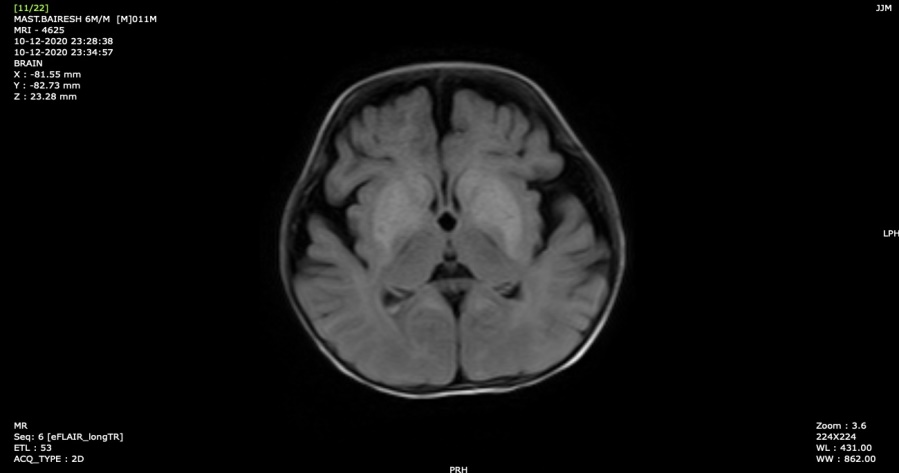 [11/22]
MAST.BAIRESH 6M/M [M]011M
MRI - 4625
10-12-2020 23:28:38
10-12-2020 23:34:57
BRAIN
X : -81.55 mm
Y : -82.73 mm
Z : 23.28 mm
JJM
LPH
MR
Seq: 6 [eFLAIR_longTR]
ETL : 53
ACQ_TYPE : 2D
PRH
Zoom : 3.6
224X224
WL : 431.00
WW : 862.00